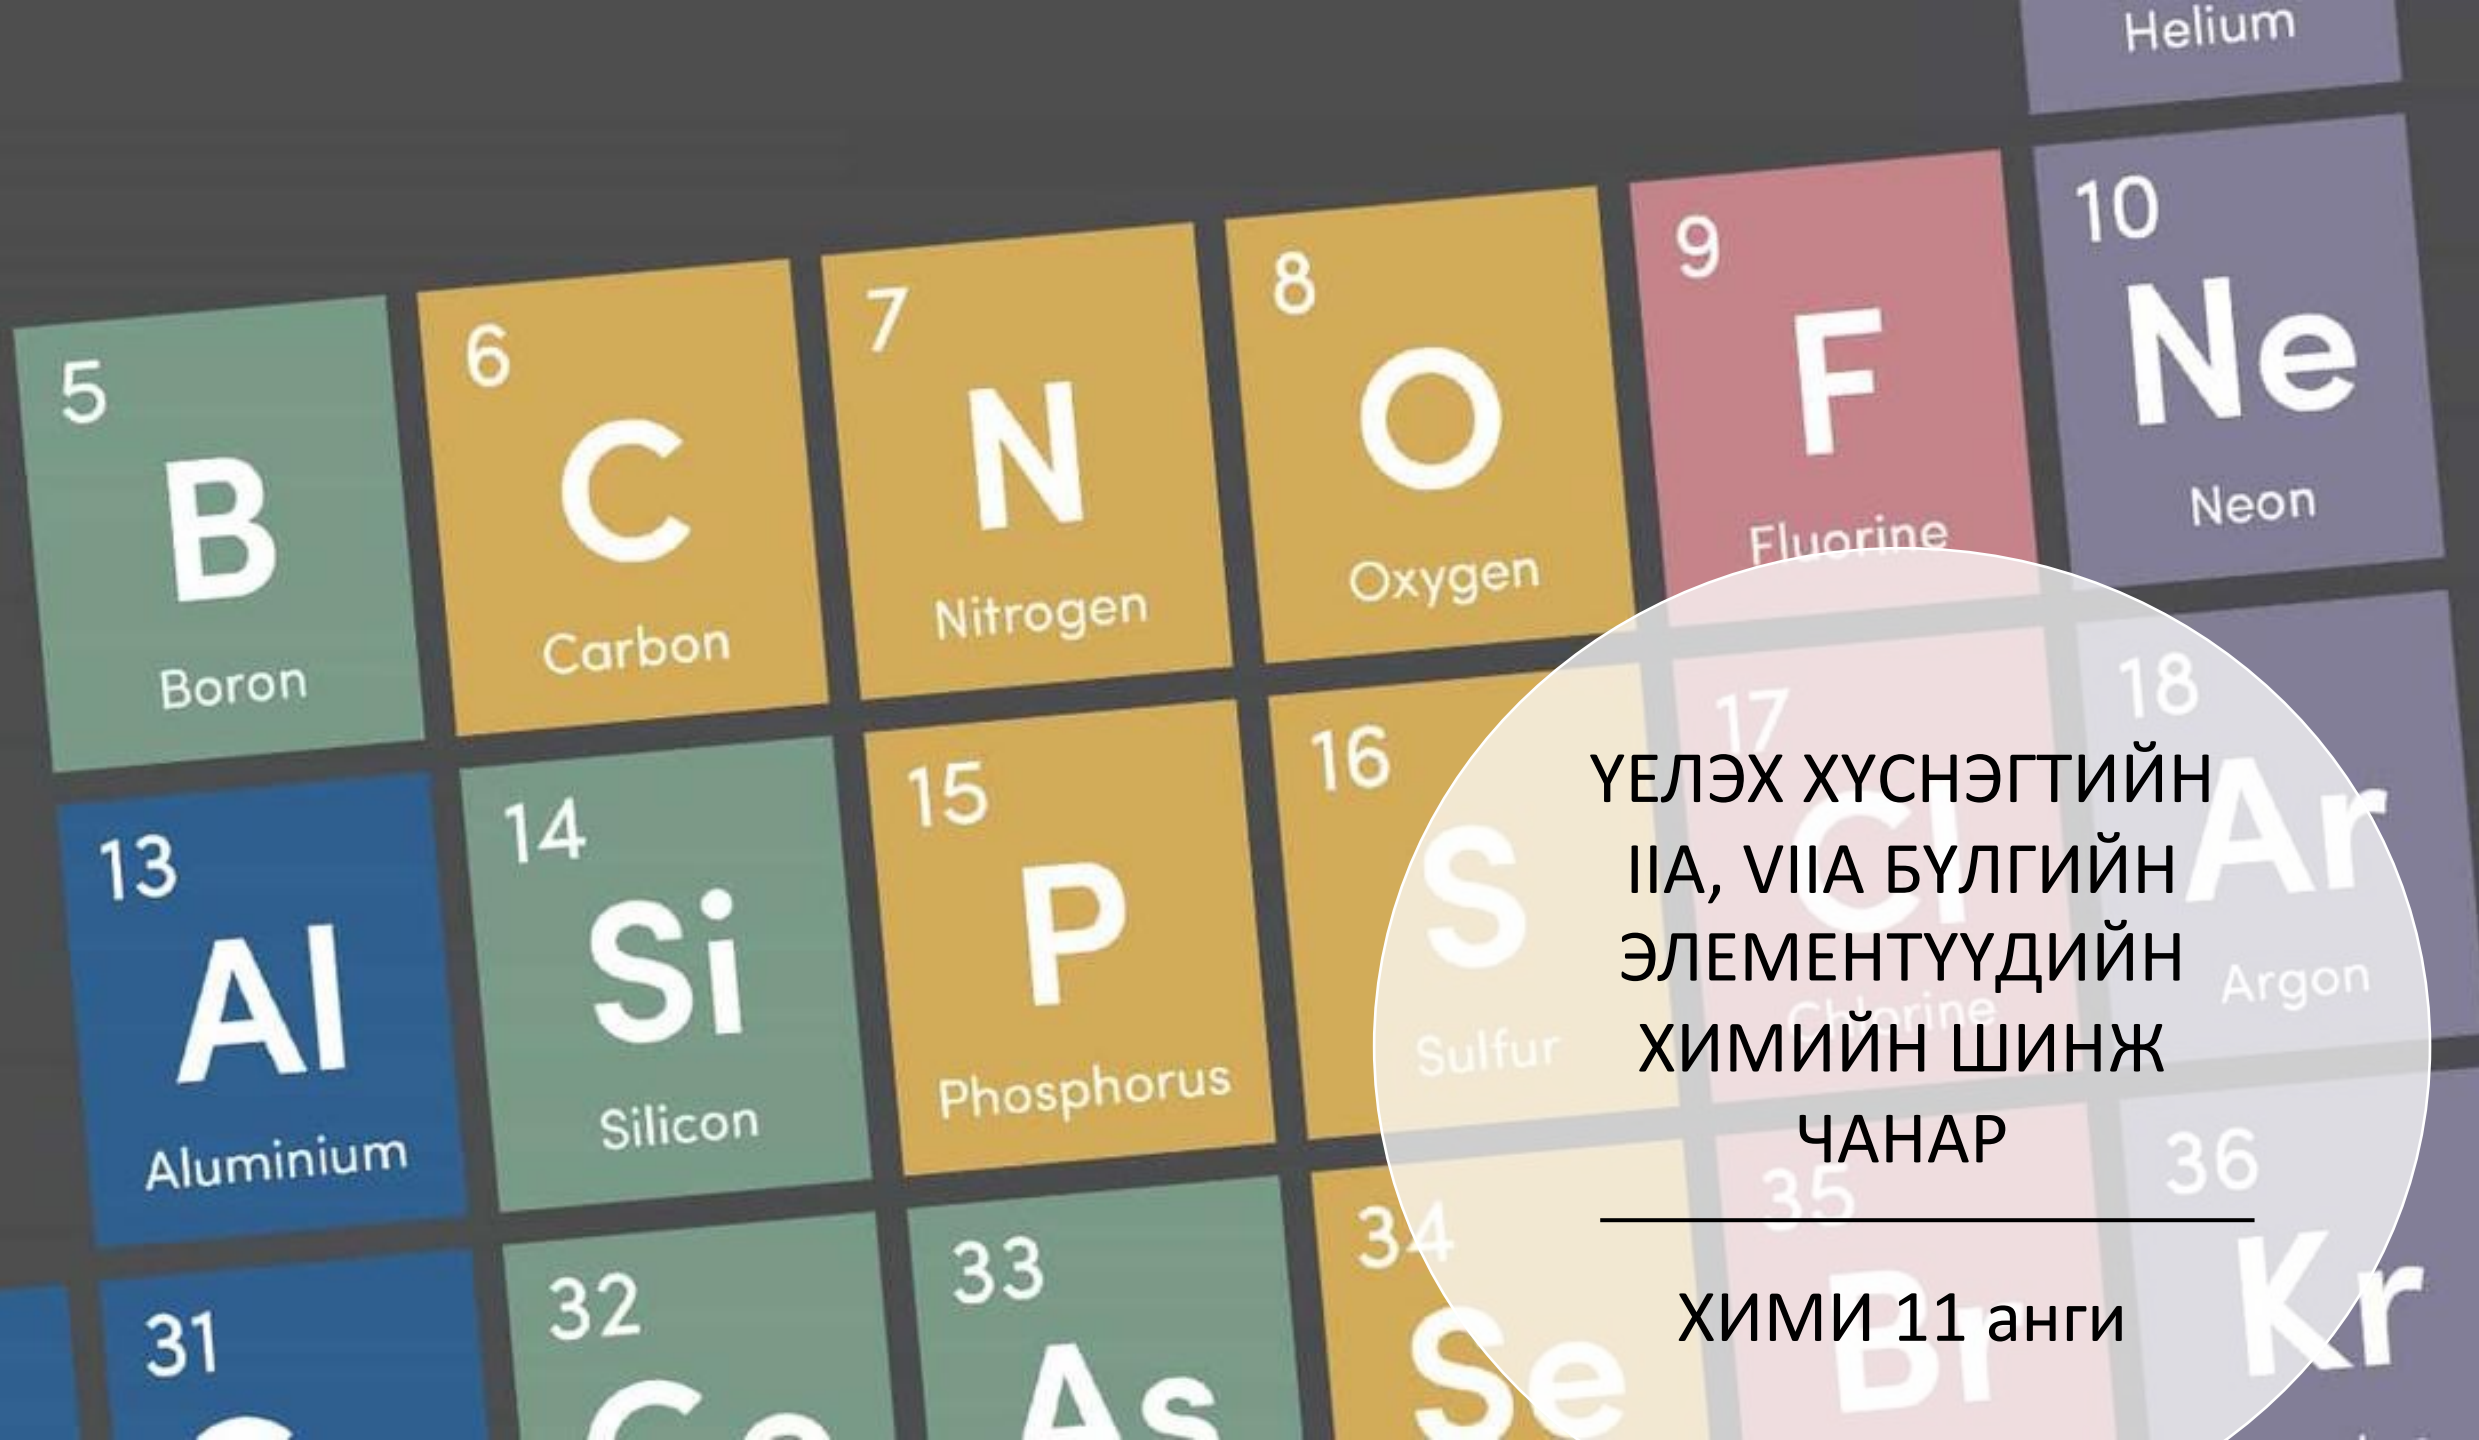 Helium
5
B
Boron
6
C
Carbon
7
N
Nitrogen
8
O
Oxygen
9
F
Fluorine
10
Ne
Neon
13
Al
Aluminium
14
Si
Silicon
15
P
Phosphorus
16
S
Sulfur
17
Cl
Chlorine
18
Ar
Argon
31
32
33
As
34
Se
35
Br
36
Kr
ҮЕЛЭХ ХҮСНЭГТИЙН
IIA, VIIA БҮЛГИЙН
ЭЛЕМЕНТҮҮДИЙН
ХИМИЙН ШИНЖ
ЧАНАР
ХИМИ 11 анги